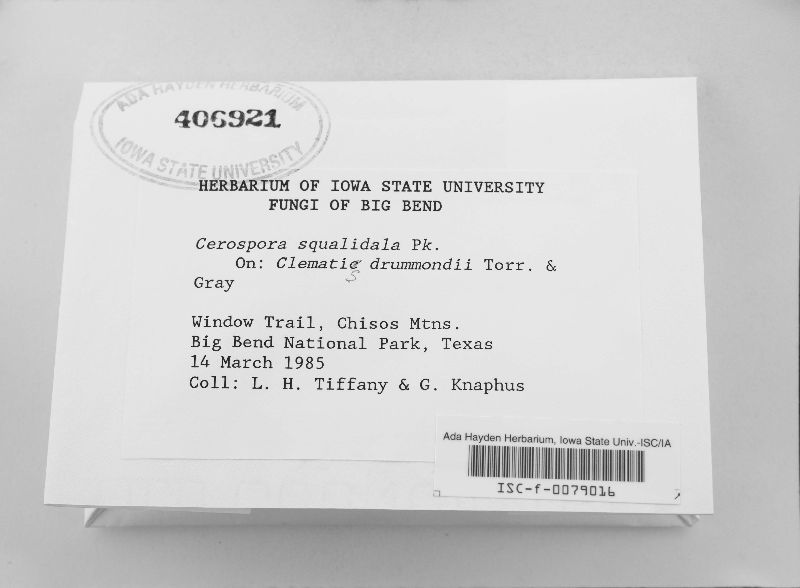 ADA HAYDEN HERBARIUM
406921
IOWA STATE UNIVERSITY
HERBARIUM OF IOWA STATE UNIVERSITY
FUNGI OF BIG BEND
Cerospora squalidala Pk.
On: Clematis drummondii Torr. &
s
Gray
Window Trail, Chisos Mtns.
Big Bend National Park, Texas
14 March 1985
Coll: L. H. Tiffany & G. Knaphus
Ada Hayden Herbarium, Iowa State Univ.-ISC/IA
ISC-f-0079016